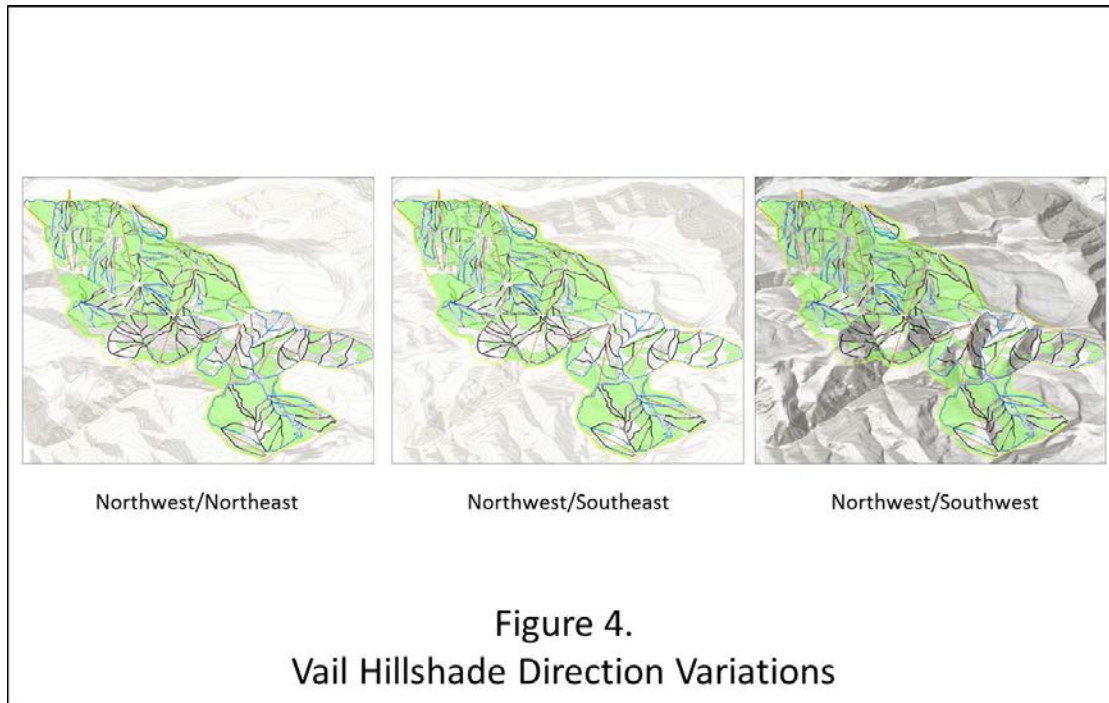 Northwest/Northeast
Northwest/Southeast
Northwest/Southwest
Figure 4.
Vail Hillshade Direction Variations